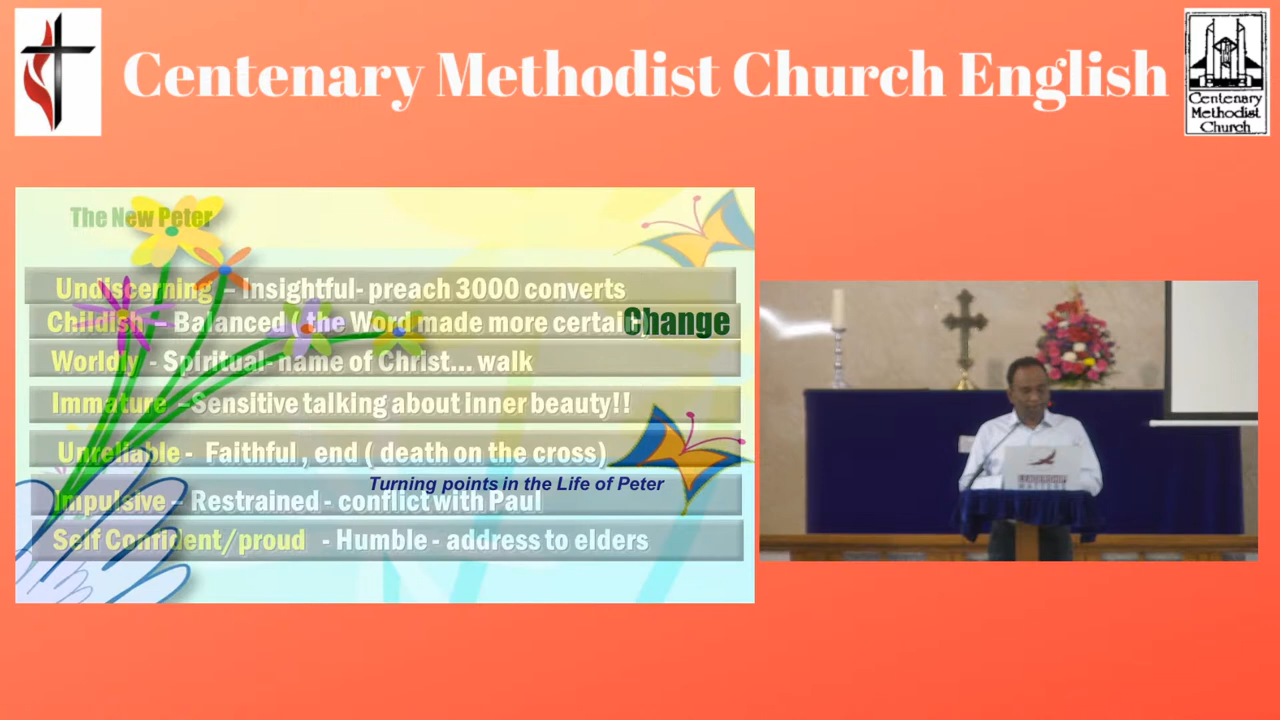 Centenary Methodist Church English
Centenary
Methodist
Church
The New Peter
Undiscerning – Insightful- preach 3000 converts
Childish – Balanced ( the Word made more certain
Change
Worldly - Spiritual- name of Christ... walk
Immature –Sensitive talking about inner beauty!!
Unreliable - Faithful , end ( death on the cross)
Turning points in the Life of Peter
Impulsive – Restrained - conflict with Paul
Self Confident/proud - Humble - address to elders
LEADERSHIP
MATTERS